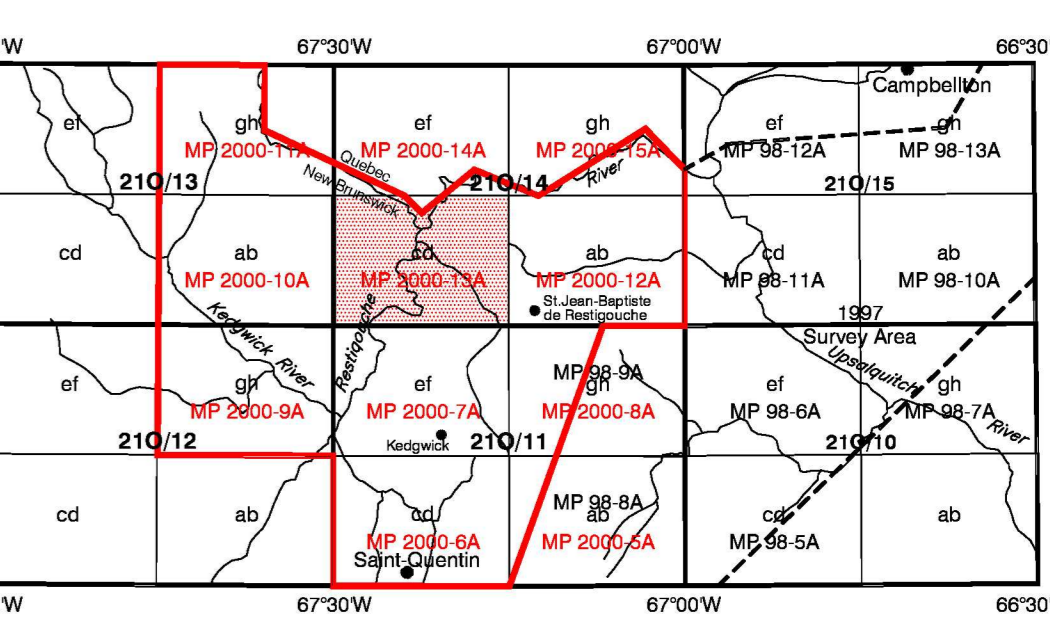 'W
67°30'W
67°00'W
66°30
Campbellton
ef
gh
ef
gh
ef
gh
MP 2000-11A
MP 2000-14A
MP 2000-15A
MP 98-12A
MP 98-13A
Quebec
New Brunswick
River
21O/13
21O/14
21O/15
cd
ab
cd
ab
cd
ab
MP 2000-10A
MP 2000-13A
MP 2000-12A
MP 98-11A
MP 98-10A
St.Jean-Baptiste
de Restigouche
1997
Survey Area
Kedgwick River
Restigouche
Upsalquitch
River
MP 98-9A
ef
gh
ef
gh
ef
gh
MP 2000-9A
MP 2000-7A
MP 2000-8A
MP 98-6A
MP 98-7A
Kedgwick
21O/12
21O/11
21O/10
MP 98-8A
cd
ab
cd
ab
cd
ab
MP 2000-6A
MP 2000-5A
MP 98-5A
Saint-Quentin
'W
67°30'W
67°00'W
66°30